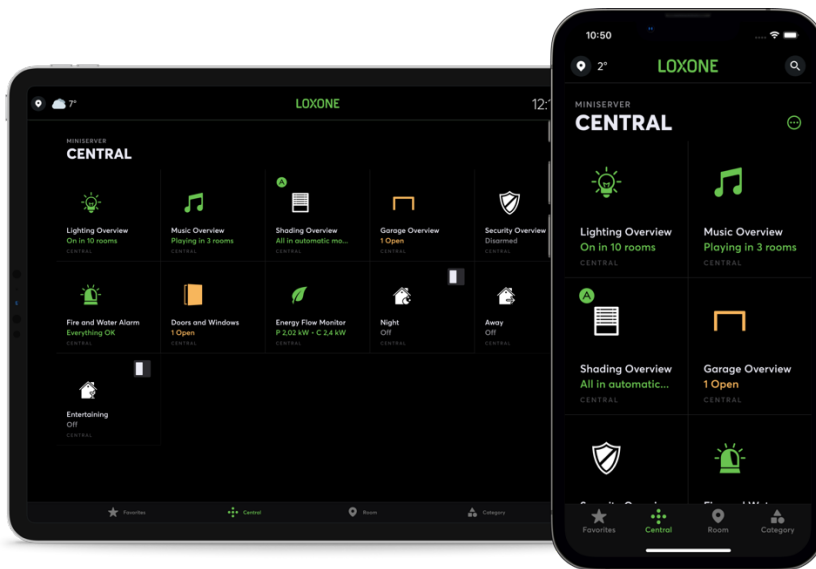 7°
LOXONE
12:1
MINISERVER
CENTRAL
Lighting Overview
On in 10 rooms
CENTRAL
Music Overview
Playing in 3 rooms
CENTRAL
A
Shading Overview
All in automatic mo...
CENTRAL
Garage Overview
1 Open
CENTRAL
Security Overview
Disarmed
CENTRAL
Fire and Water Alarm
Everything OK
CENTRAL
Doors and Windows
1 Open
CENTRAL
Energy Flow Monitor
P 2,02 kW • C 2,4 kW
CENTRAL
Night
Off
CENTRAL
Away
Off
CENTRAL
Entertaining
Off
CENTRAL
Favorites
Central
Room
Category
10:50
2°
LOXONE
MINISERVER
CENTRAL
Lighting Overview
On in 10 rooms
CENTRAL
Music Overview
Playing in 3 rooms
CENTRAL
A
Shading Overview
All in automatic...
CENTRAL
Garage Overview
1 Open
CENTRAL
Favorites
Central
Room
Category